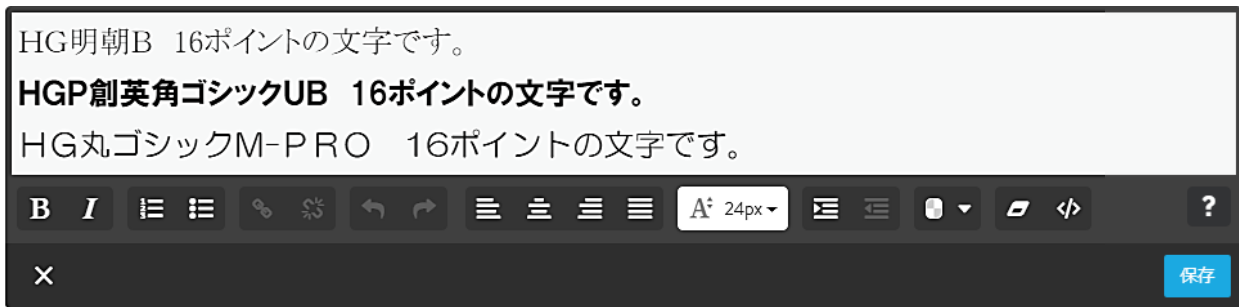 HG明朝B 16ポイントの文字です。
HGP創英角ゴシックUB 16ポイントの文字です。
HG丸ゴシックM-PRO 16ポイントの文字です。
B I A 24px </> ?
× 保存